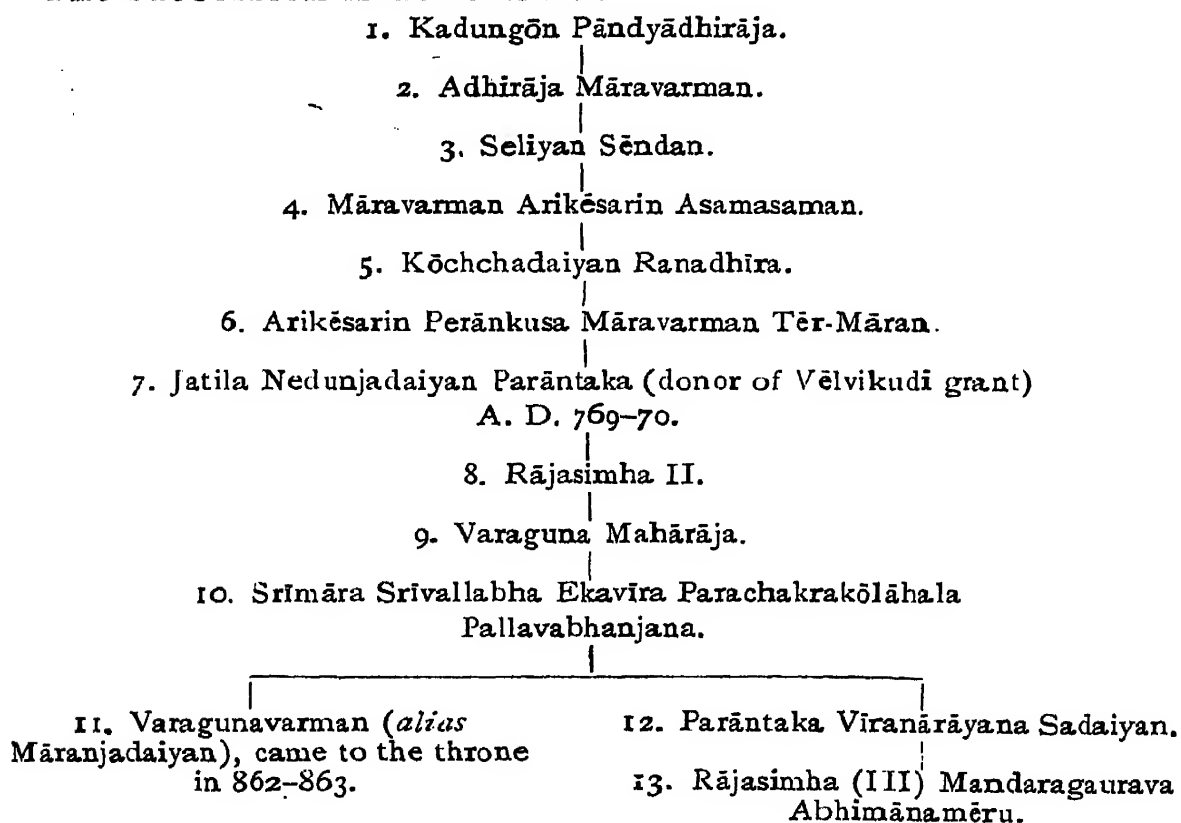 1. Kadungōn Pāndyādhirāja.
2. Adhirāja Māravarman.
3. Seliyan Sēndan.
4. Māravarman Arikēsarin Asamasaman.
5. Kōchchadaiyan Ranadhīra.
6. Arikēsarin Perānkusa Māravarman Tēr-Māran.
7. Jatila Nedunjadaiyan Parāntaka (donor of Vēlvikudi grant)
A. D. 769–70.
8. Rājasimha II.
9. Varaguna Mahārāja.
10. Srīmāra Srīvallabha Ekavīra Parachakrakōlāhala
Pallavabhanjana.
11. Varagunavarman (alias
Māranjadaiyan), came to the throne
in 862–863.
12. Parāntaka Vīranārāyana Sadaiyan.
13. Rājasimha (III) Mandaragaurava
Abhimānamēru.